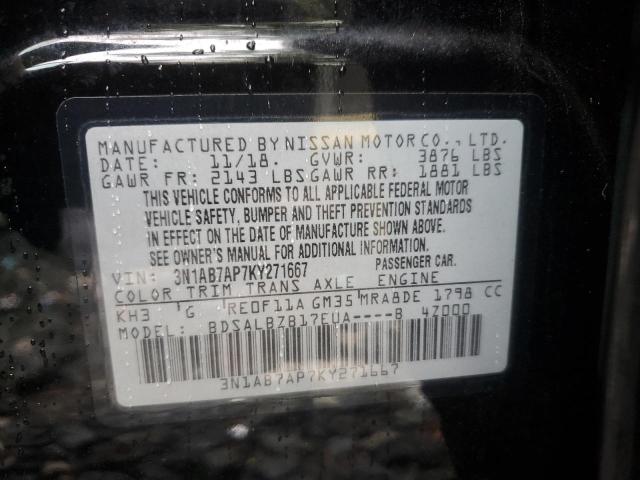 MANUFACTURED BY NISSAN MOTOR CO., LTD.
DATE: 11/18. GVWR: 3876 LBS
GAWR FR: 2143 LBS GAWR RR: 1881 LBS
THIS VEHICLE CONFORMS TO ALL APPLICABLE FEDERAL MOTOR
VEHICLE SAFETY, BUMPER AND THEFT PREVENTION STANDARDS
IN EFFECT ON THE DATE OF MANUFACTURE SHOWN ABOVE.
SEE OWNER'S MANUAL FOR ADDITIONAL INFORMATION.
VIN: 3N1AB7AP7KY271667 PASSENGER CAR.
COLOR TRIM TRANS AXLE ENGINE
KH3 G RE0F11A GM35 MRA8DE 1798 CC
MODEL: BDSALBZB17EUA----B 47000
3N1AB7AP7KY271667